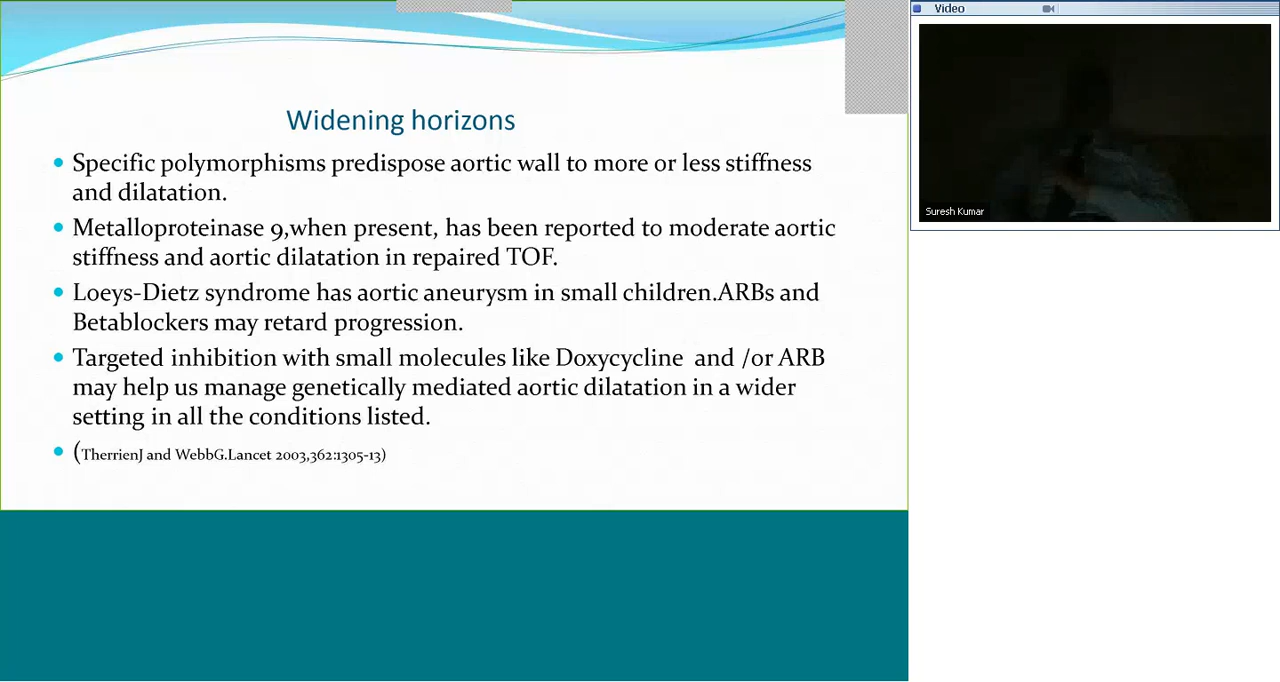 Widening horizons
Specific polymorphisms predispose aortic wall to more or less stiffness
and dilatation.
Metalloproteinase 9,when present, has been reported to moderate aortic
stiffness and aortic dilatation in repaired TOF.
Loeys-Dietz syndrome has aortic aneurysm in small children.ARBs and
Betablockers may retard progression.
Targeted inhibition with small molecules like Doxycycline and /or ARB
may help us manage genetically mediated aortic dilatation in a wider
setting in all the conditions listed.
(TherrienJ and WebbG.Lancet 2003,362:1305-13)
Video
Suresh Kumar